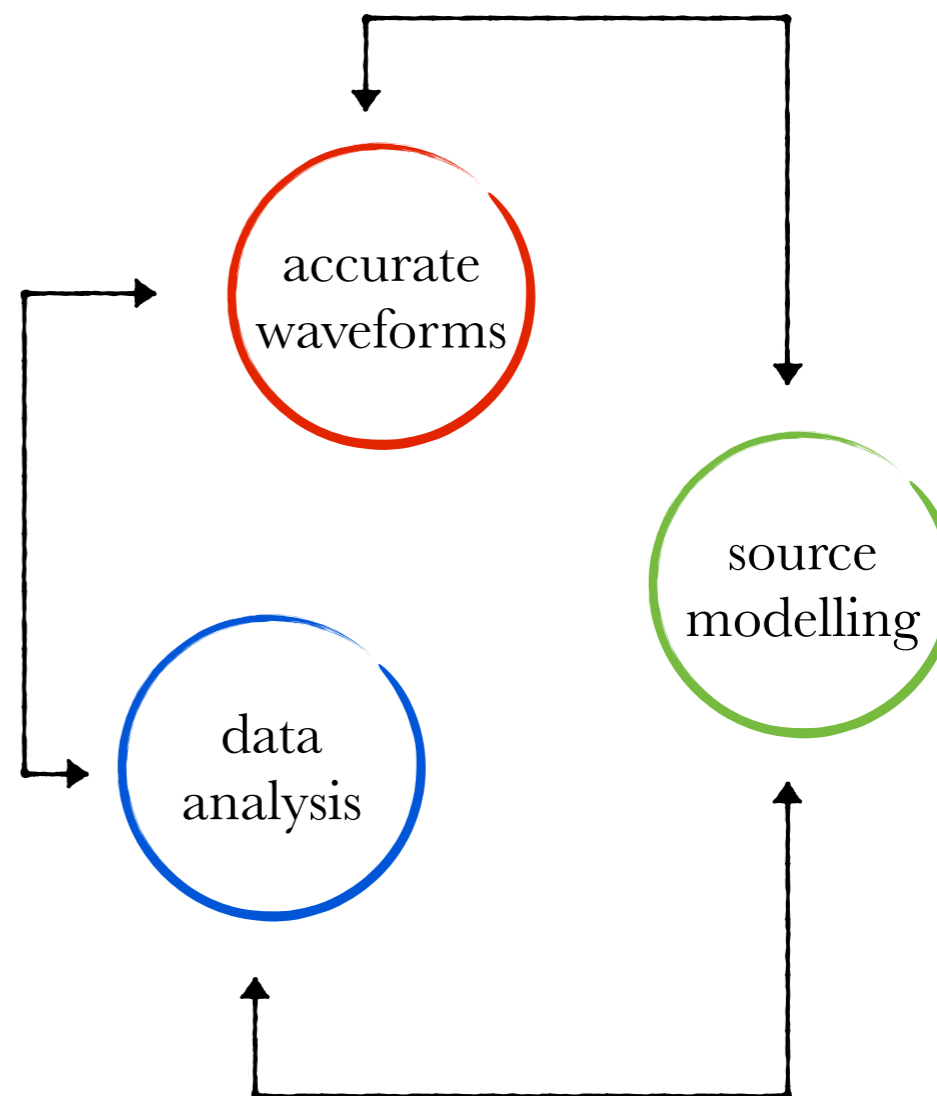 accurate
waveforms
source
modelling
data
analysis